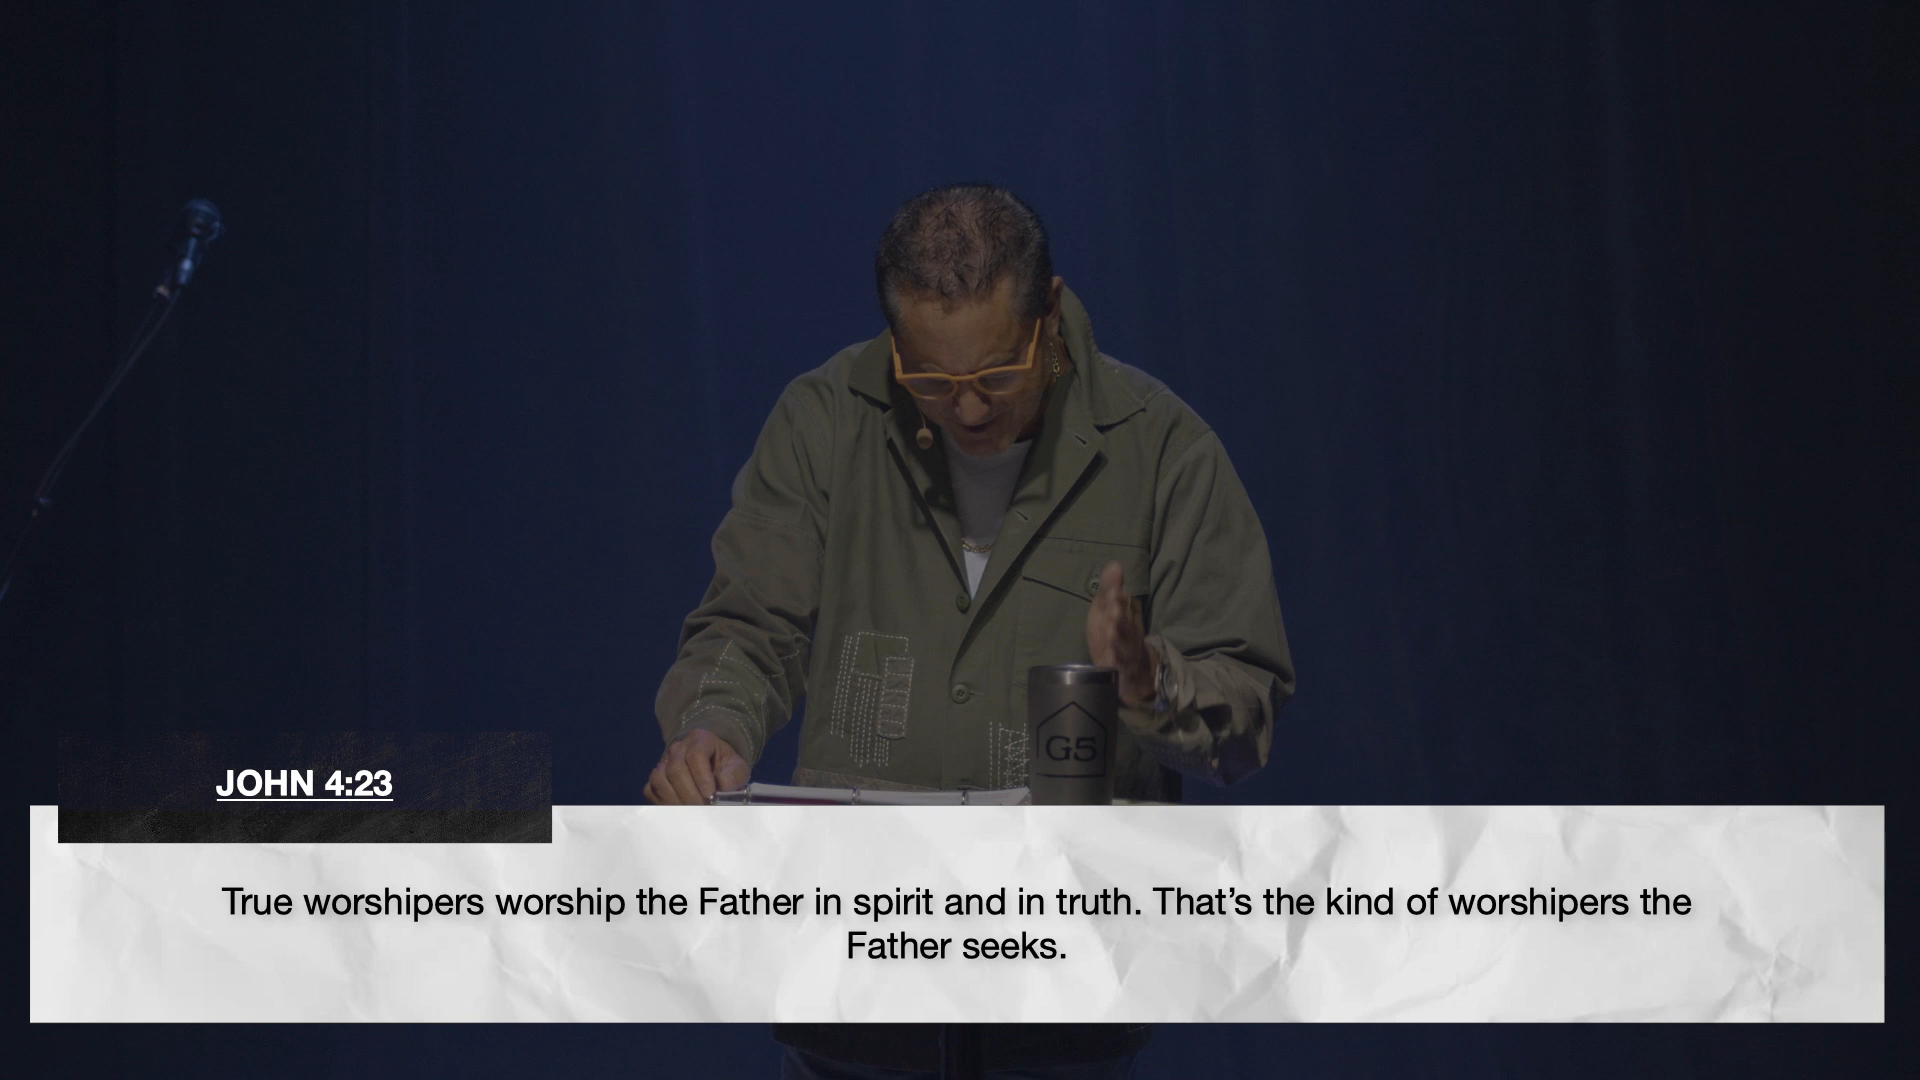 JOHN 4:23
True worshipers worship the Father in spirit and in truth. That’s the kind of worshipers the
Father seeks.
G5